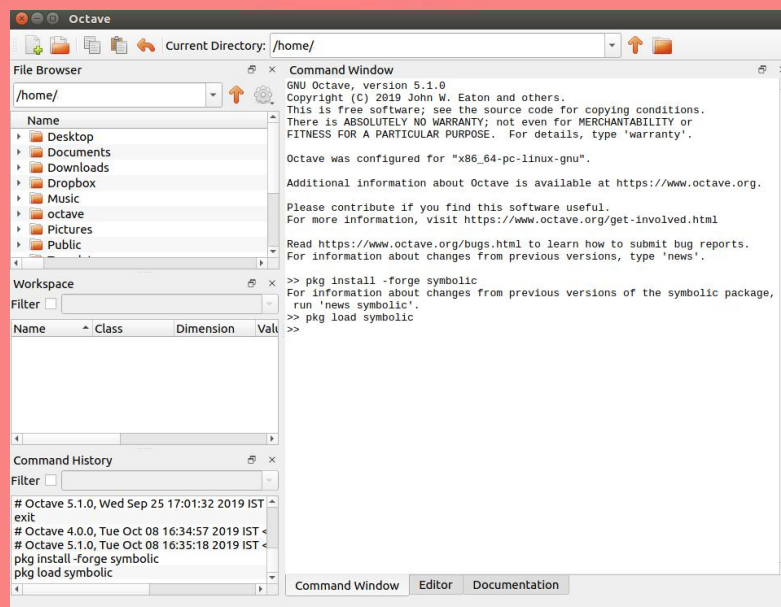 Octave
Current Directory: /home/
File Browser
/home/
Name
Desktop
Documents
Downloads
Dropbox
Music
octave
Pictures
Public
Workspace
Filter
Name Class Dimension Valu
Command History
Filter
# Octave 5.1.0, Wed Sep 25 17:01:32 2019 IST
exit
# Octave 4.0.0, Tue Oct 08 16:34:57 2019 IST <
# Octave 5.1.0, Tue Oct 08 16:35:18 2019 IST <
pkg install -forge symbolic
pkg load symbolic
Command Window
GNU Octave, version 5.1.0
Copyright (C) 2019 John W. Eaton and others.
This is free software; see the source code for copying conditions.
There is ABSOLUTELY NO WARRANTY; not even for MERCHANTABILITY or
FITNESS FOR A PARTICULAR PURPOSE.  For details, type 'warranty'.
Octave was configured for "x86_64-pc-linux-gnu".
Additional information about Octave is available at https://www.octave.org.
Please contribute if you find this software useful.
For more information, visit https://www.octave.org/get-involved.html
Read https://www.octave.org/bugs.html to learn how to submit bug reports.
For information about changes from previous versions, type 'news'.
>> pkg install -forge symbolic
For information about changes from previous versions of the symbolic package,
run 'news symbolic'.
>> pkg load symbolic
>>
Command Window Editor Documentation